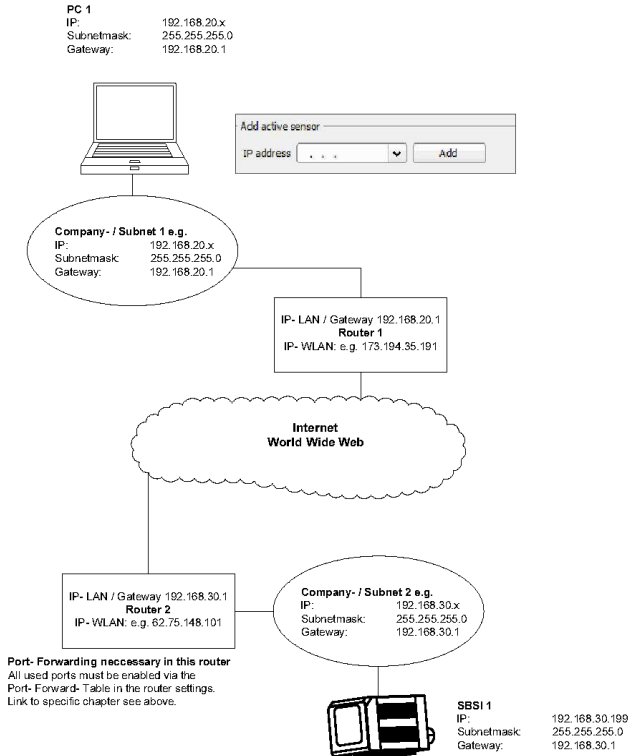 PC 1
IP: 192.168.20.x
Subnetmask: 255.255.255.0
Gateway: 192.168.20.1
Add active sensor
IP address . . . Add
Company- / Subnet 1 e.g.
IP: 192.168.20.x
Subnetmask: 255.255.255.0
Gateway: 192.168.20.1
IP- LAN / Gateway 192.168.20.1
Router 1
IP- WLAN: e.g. 173.194.35.191
Internet
World Wide Web
IP- LAN / Gateway 192.168.30.1
Router 2
IP- WLAN: e.g. 62.75.148.101
Company- / Subnet 2 e.g.
IP: 192.168.30.x
Subnetmask: 255.255.255.0
Gateway: 192.168.30.1
Port- Forwarding neccessary in this router
All used ports must be enabled via the
Port- Forward- Table in the router settings.
Link to specific chapter see above.
SBSI 1
IP: 192.168.30.199
Subnetmask: 255.255.255.0
Gateway: 192.168.30.1